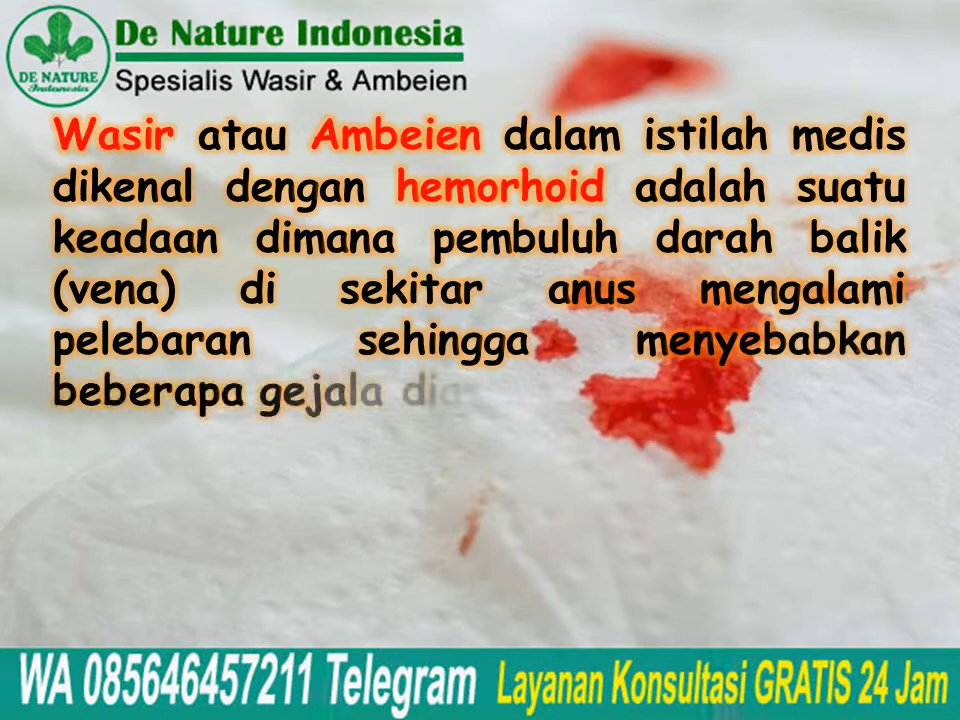 De Nature Indonesia
DE NATURE
Indonesia
Spesialis Wasir & Ambeien
Wasir atau Ambeien dalam istilah medis
dikenal dengan hemorhoid adalah suatu
keadaan dimana pembuluh darah balik
(vena) di sekitar anus mengalami
pelebaran sehingga menyebabkan
beberapa gejala
WA 085646457211 Telegram Layanan Konsultasi GRATIS 24 Jam